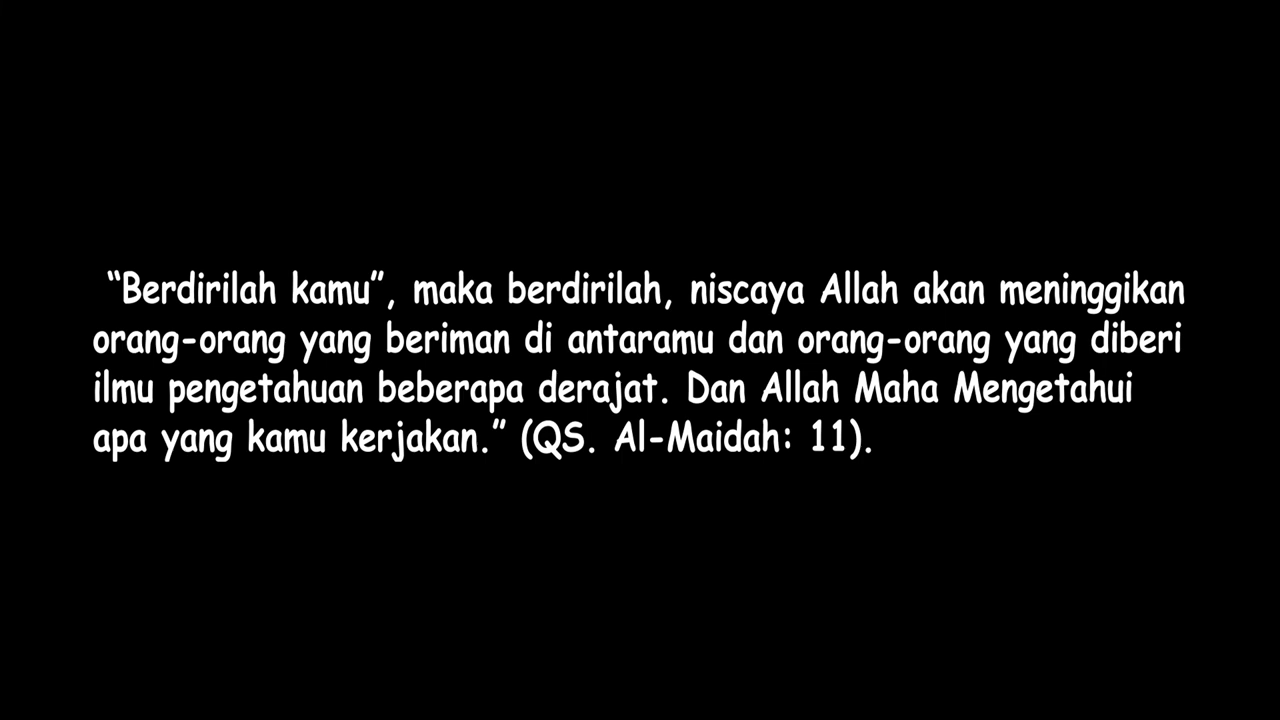 “Berdirilah kamu”, maka berdirilah, niscaya Allah akan meninggikan
orang-orang yang beriman di antaramu dan orang-orang yang diberi
ilmu pengetahuan beberapa derajat. Dan Allah Maha Mengetahui
apa yang kamu kerjakan.” (QS. Al-Maidah: 11).